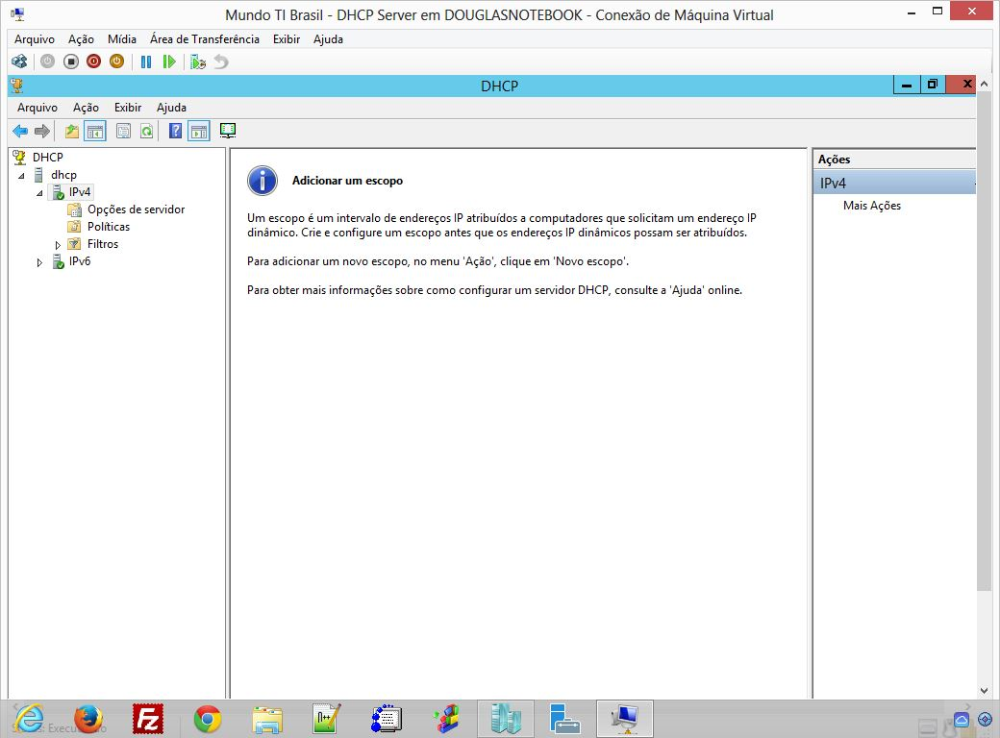 Mundo TI Brasil - DHCP Server em DOUGLASNOTEBOOK - Conexão de Máquina Virtual
Arquivo Ação Mídia Área de Transferência Exibir Ajuda
DHCP
Arquivo Ação Exibir Ajuda
DHCP
dhcp
IPv4
Opções de servidor
Políticas
Filtros
IPv6
Adicionar um escopo
Um escopo é um intervalo de endereços IP atribuídos a computadores que solicitam um endereço IP
dinâmico. Crie e configure um escopo antes que os endereços IP dinâmicos possam ser atribuídos.
Para adicionar um novo escopo, no menu 'Ação', clique em 'Novo escopo'.
Para obter mais informações sobre como configurar um servidor DHCP, consulte a 'Ajuda' online.
Ações
IPv4
Mais Ações